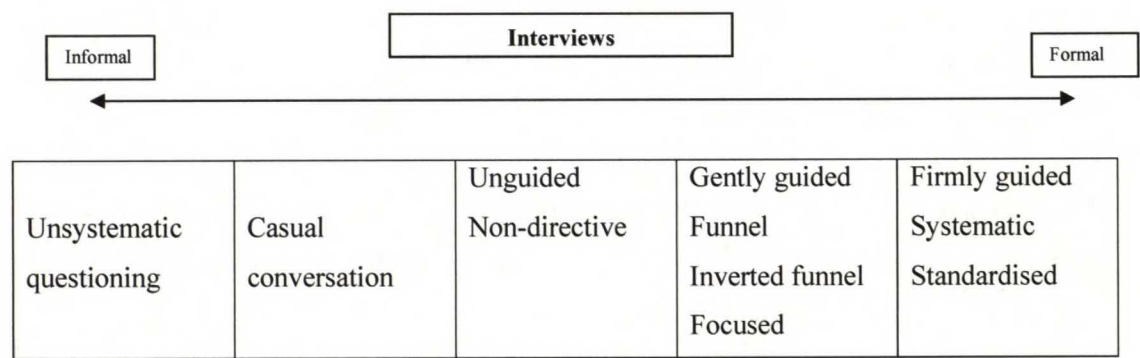 Interviews
Informal
Formal
Unsystematic
questioning
Casual
conversation
Unguided
Non-directive
Gently guided
Funnel
Inverted funnel
Focused
Firmly guided
Systematic
Standardised